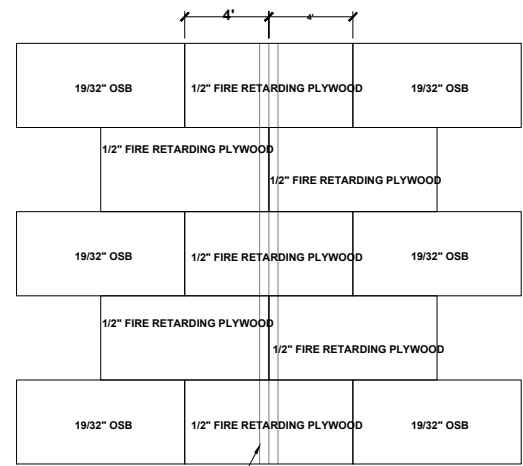 4' 4'
19/32" OSB 1/2" FIRE RETARDING PLYWOOD 19/32" OSB
1/2" FIRE RETARDING PLYWOOD
1/2" FIRE RETARDING PLYWOOD
19/32" OSB 1/2" FIRE RETARDING PLYWOOD 19/32" OSB
1/2" FIRE RETARDING PLYWOOD
1/2" FIRE RETARDING PLYWOOD
19/32" OSB 1/2" FIRE RETARDING PLYWOOD 19/32" OSB